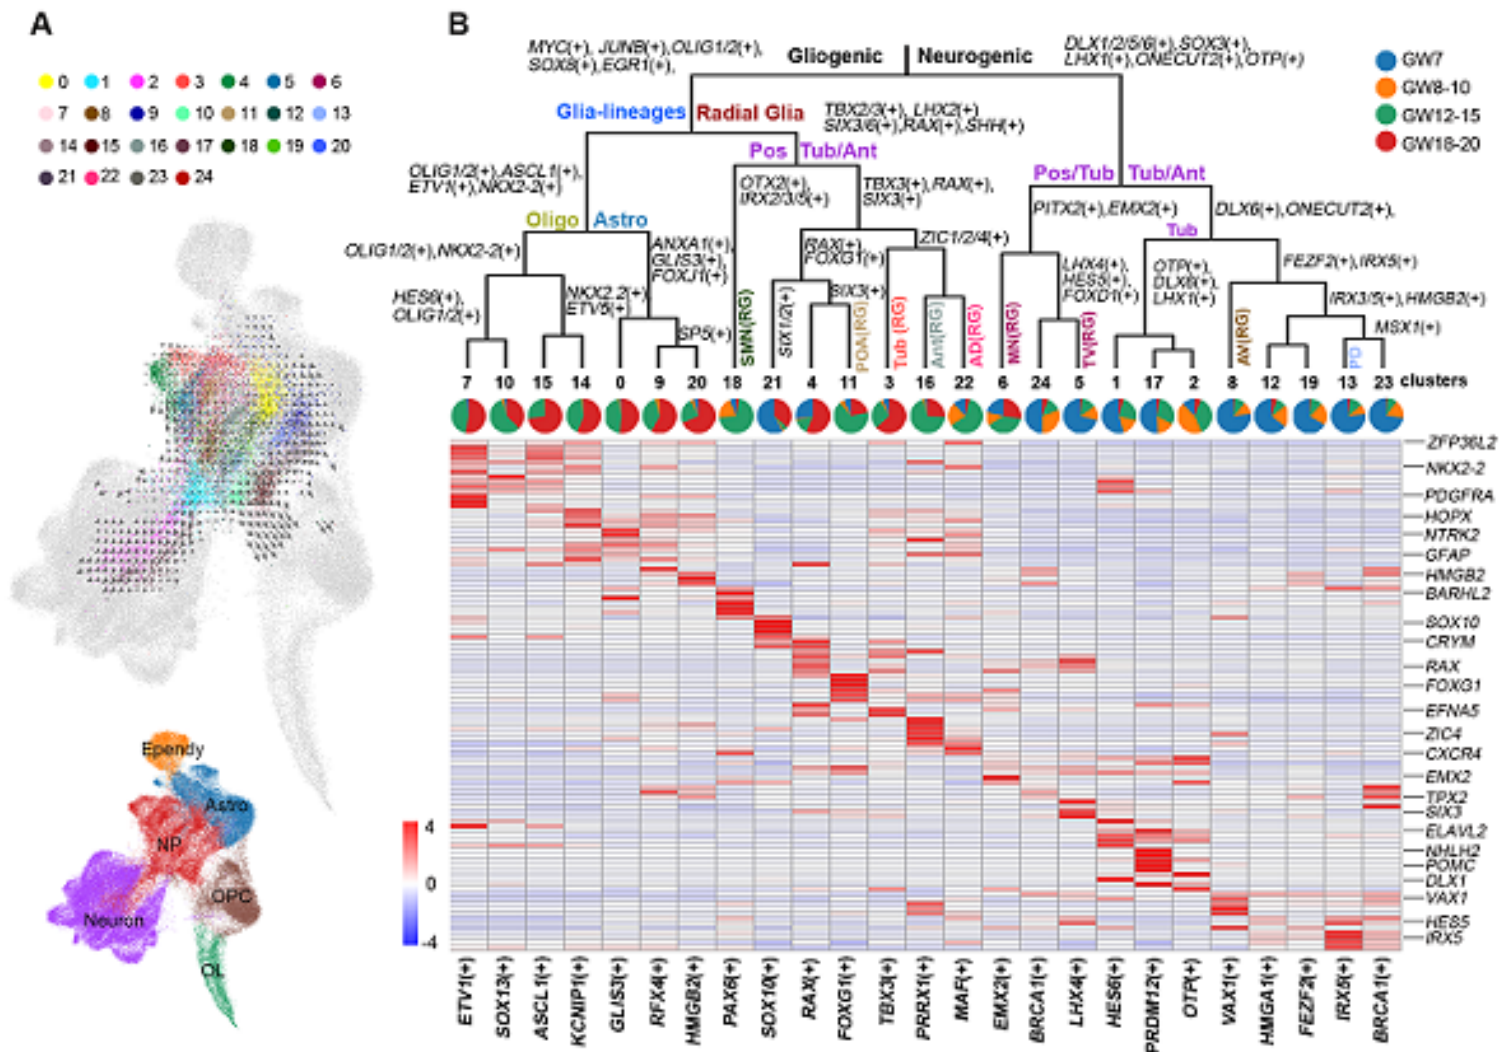 A
0 1 2 3 4 5 6
7 8 9 10 11 12 13
14 15 16 17 18 19 20
21 22 23 24
Ependy
Astro
NP
OPC
Neuron
OL
B
MYC(+), JUNB(+),OLIG1/2(+),
SOX8(+),EGR1(+),
Gliogenic Neurogenic
DLX1/2/5/6(+),SOX3(+),
LHX1(+),ONECUT2(+),OTP(+)
GW7
GW8-10
GW12-15
GW18-20
Glia-lineages Radial Glia
TBX2/3(+), LHX2(+)
SIX3/6(+),RAX(+),SHH(+)
Pos Tub/Ant
Pos/Tub Tub/Ant
OLIG1/2(+),ASCL1(+),
ETV1(+),NKX2-2(+)
OTX2(+),
IRX2/3/5(+)
TBX3(+),RAX(+),
SIX3(+)
PITX2(+),EMX2(+)
DLX6(+),ONECUT2(+),
Oligo Astro
Tub
OLIG1/2(+),NKX2-2(+)
ANXA1(+),
GLIS3(+),
FOXJ1(+)
RAX(+),
FOXG1(+)
ZIC1/2/4(+)
LHX4(+),
HES5(+),
FOXD1(+)
OTP(+),
DLX6(+),
LHX1(+)
FEZF2(+),IRX5(+)
HES6(+),
OLIG1/2(+)
NKX2.2(+)
ETV5(+)
SP5(+)
SIX1/2(+)
SIX3(+)
IRX3/5(+),HMGB2(+)
MSX1(+)
SMN(RG)
POA(RG)
Tub (RG)
Ant(RG)
AD(RG)
MN(RG)
TV(RG)
AV(RG)
PD
7 10 15 14 0 9 20 18 21 4 11 3 16 22 6 24 5 1 17 2 8 12 19 13 23 clusters
ZFP36L2
NKX2-2
PDGFRA
HOPX
NTRK2
GFAP
HMGB2
BARHL2
SOX10
CRYM
RAX
FOXG1
EFNA5
ZIC4
CXCR4
EMX2
TPX2
SIX3
ELAVL2
NHLH2
POMC
DLX1
VAX1
HES5
IRX5
4
0
-4
ETV1(+)
SOX13(+)
ASCL1(+)
KCNIP1(+)
GLIS3(+)
RFX4(+)
HMGB2(+)
PAX6(+)
SOX10(+)
RAX(+)
FOXG1(+)
TBX3(+)
PRRX1(+)
MAF(+)
EMX2(+)
BRCA1(+)
LHX4(+)
HES6(+)
PRDM12(+)
OTP(+)
VAX1(+)
HMGA1(+)
FEZF2(+)
IRX5(+)
BRCA1(+)